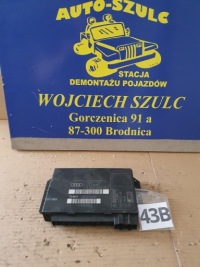 AUTO-SZULC
STACJA
DEMONTAŻU POJAZDÓW
WOJCIECH SZULC
Gorczenica 91 a
87-300 Brodnica
43B